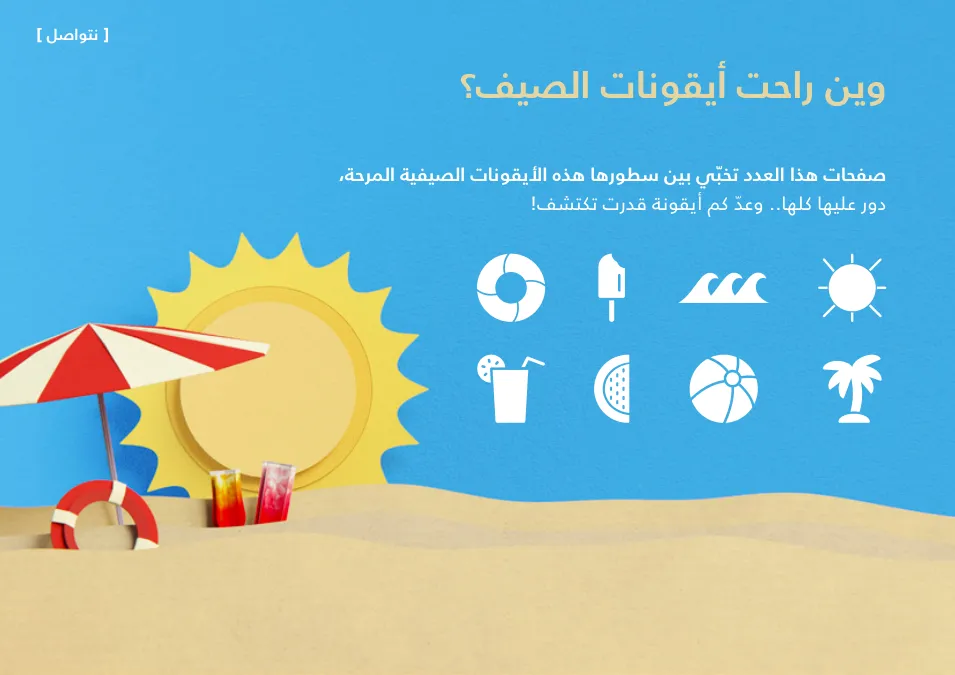 [ نتواصل ]
وين راحت أيقونات الصيف؟
صفحات هذا العدد تخبّي بين سطورها هذه الأيقونات الصيفية المرحة،
دور عليها كلها.. وعدّ كم أيقونة قدرت تكتشف!